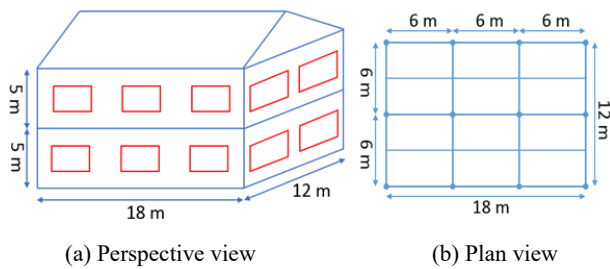 6 m 6 m 6 m
5 m
5 m
18 m
12 m
6 m
6 m
12 m
18 m
(a) Perspective view
(b) Plan view